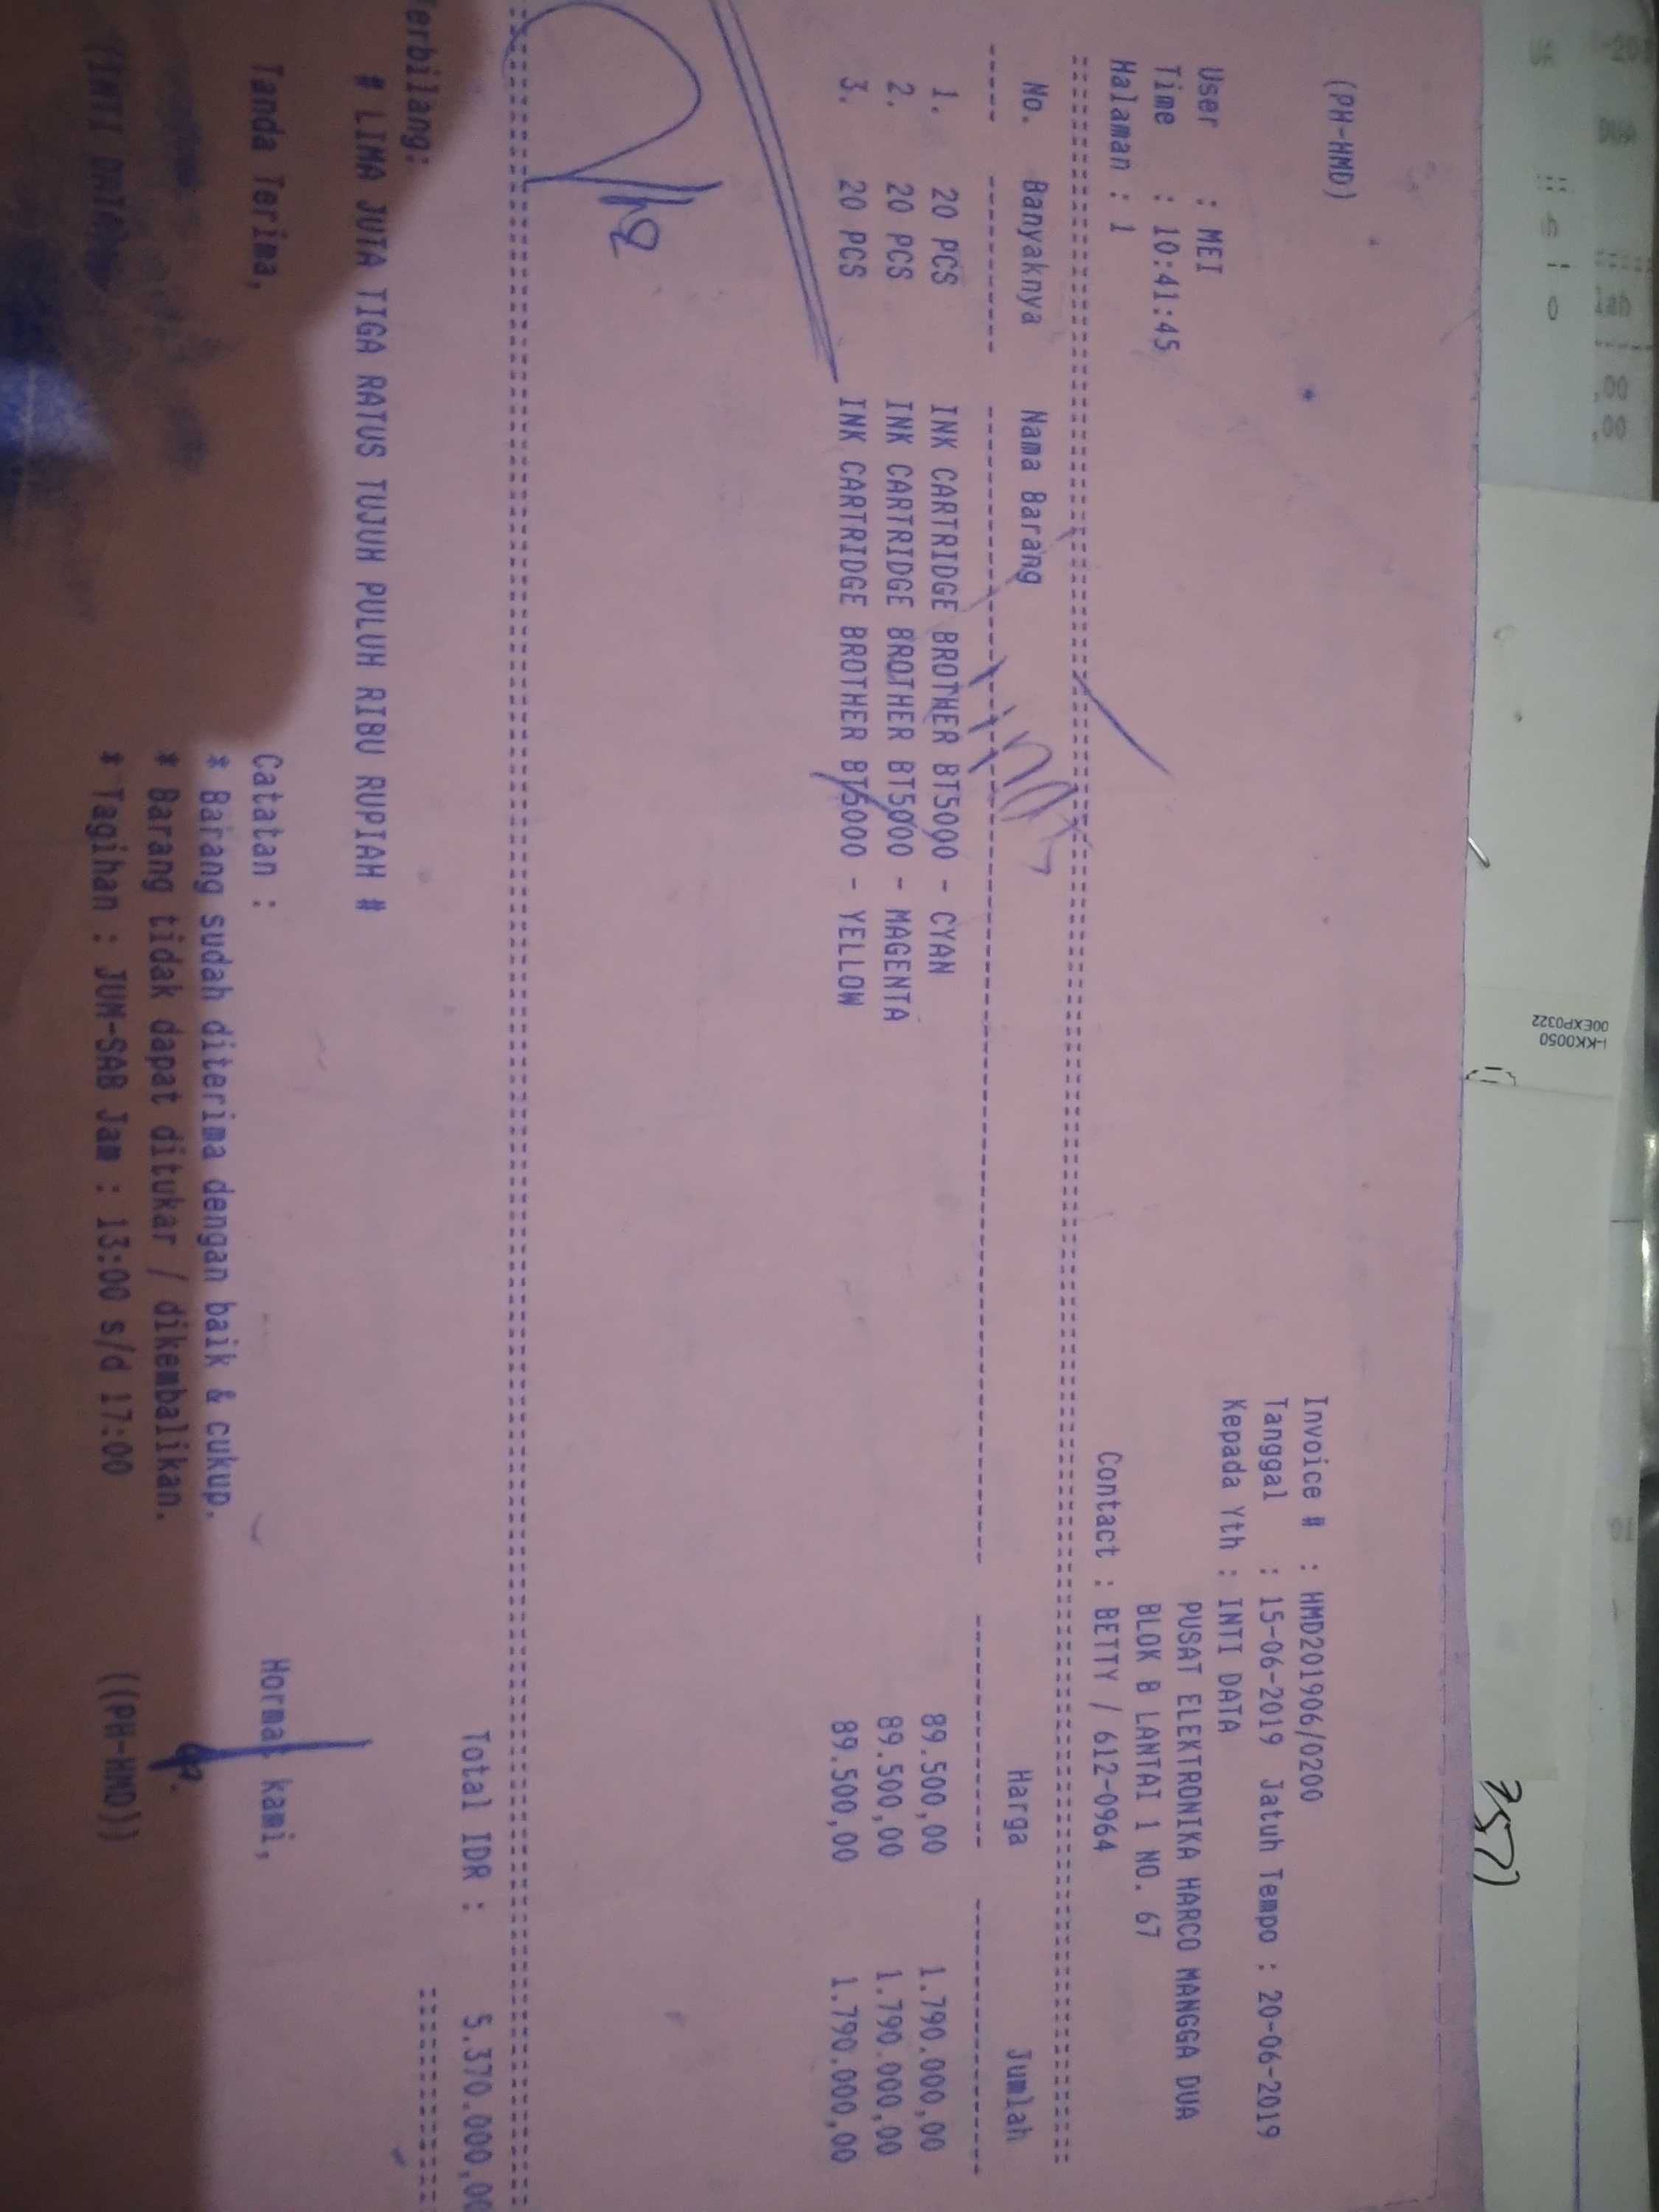 (PH-HMD)
Invoice # : HMD201906/0200
Tanggal : 15-06-2019 Jatuh Tempo : 20-06-2019
Kepada Yth : INTI DATA
PUSAT ELEKTRONIKA HARCO MANGGA DUA
BLOK B LANTAI 1 NO. 67
Contact : BETTY / 612-0964
User : MEI
Time : 10:41:45
Halaman : 1
No. Banyaknya Nama Barang Harga Jumlah
1. 20 PCS INK CARTRIDGE BROTHER BT5000 - CYAN 89.500,00 1.790.000,00
2. 20 PCS INK CARTRIDGE BROTHER BT5000 - MAGENTA 89.500,00 1.790.000,00
3. 20 PCS INK CARTRIDGE BROTHER BT5000 - YELLOW 89.500,00 1.790.000,00
Total IDR : 5.370.000,00
erbilang:
# LIMA JUTA TIGA RATUS TUJUH PULUH RIBU RUPIAH #
Tanda Terima,
Catatan :
* Barang sudah diterima dengan baik & cukup.
* Barang tidak dapat ditukar / dikembalikan.
* Tagihan : JUM-SAB Jam : 13:00 s/d 17:00
Hormat kami,
(INTI DATA)
((PH-HMD))
I-KK0050
00EXP0322